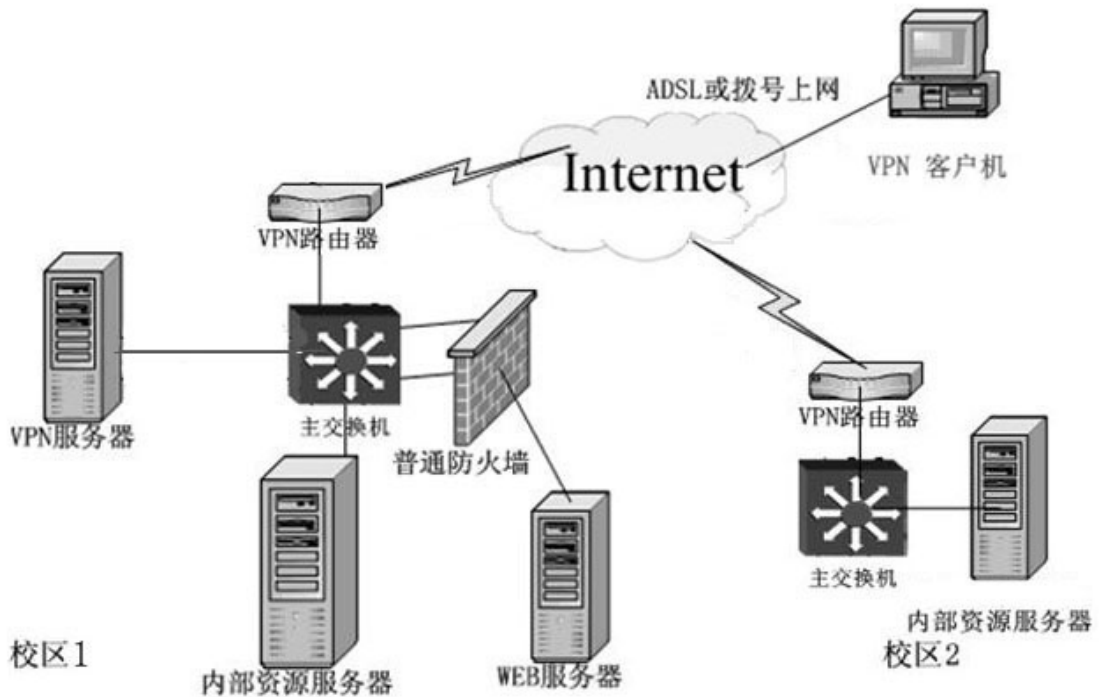 ADSL或拨号上网
Internet
VPN 客户机
VPN路由器
VPN服务器
主交换机
普通防火墙
VPN路由器
主交换机
内部资源服务器
校区1
内部资源服务器
WEB服务器
校区2